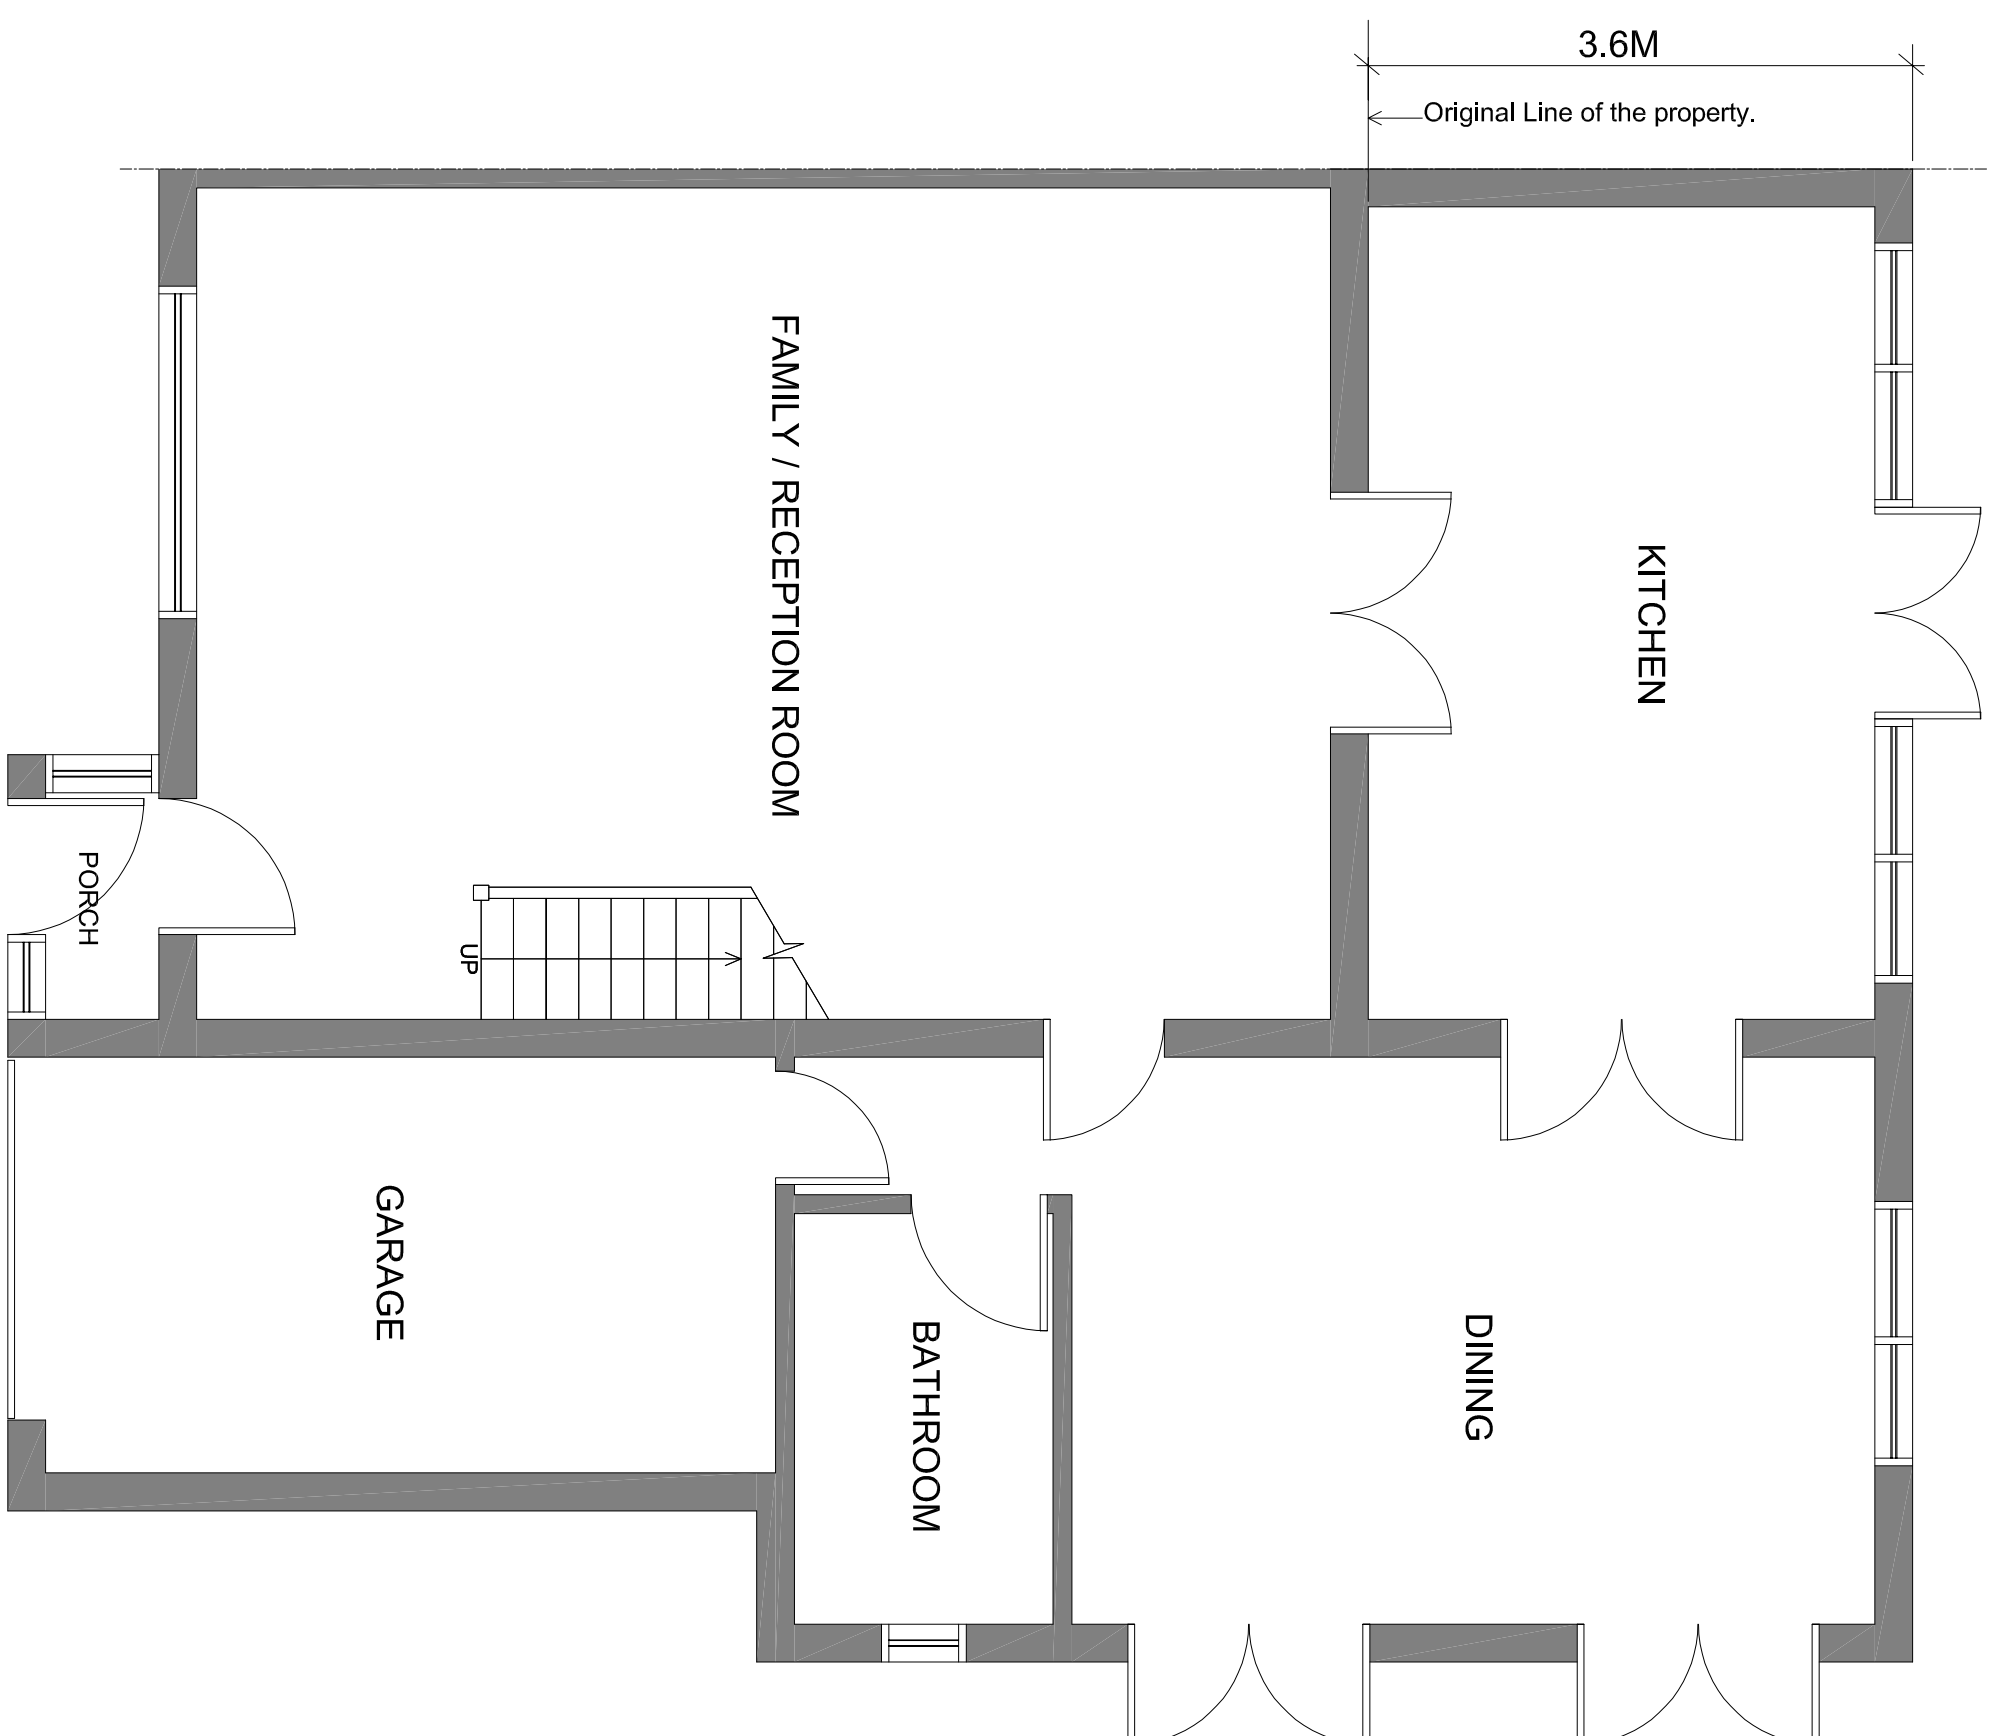 3.6M
Original Line of the property.
FAMILY / RECEPTION ROOM
KITCHEN
PORCH
UP
GARAGE
BATHROOM
DINING